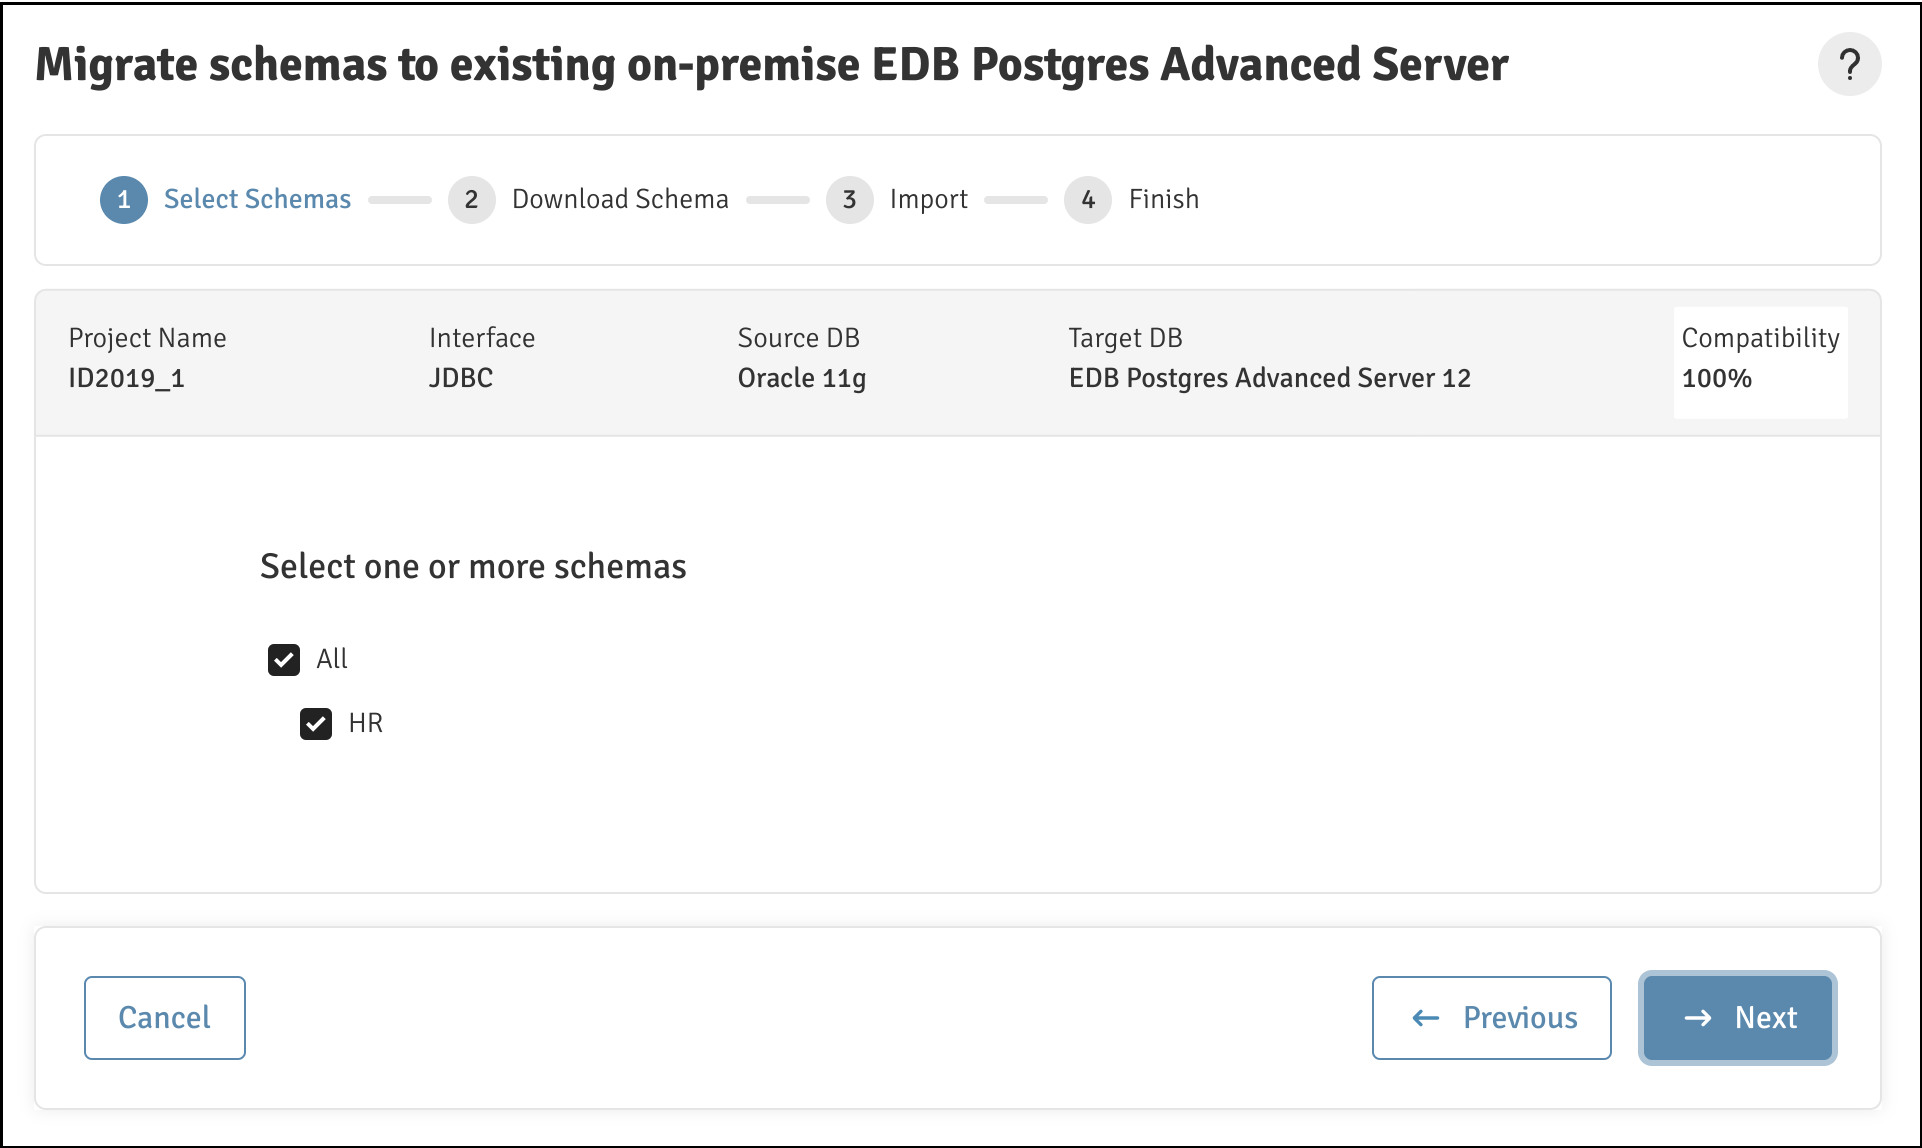 Migrate schemas to existing on-premise EDB Postgres Advanced Server
?
1 Select Schemas 2 Download Schema 3 Import 4 Finish
Project Name Interface Source DB Target DB Compatibility
ID2019_1 JDBC Oracle 11g EDB Postgres Advanced Server 12 100%
Select one or more schemas
All
HR
Cancel Previous Next